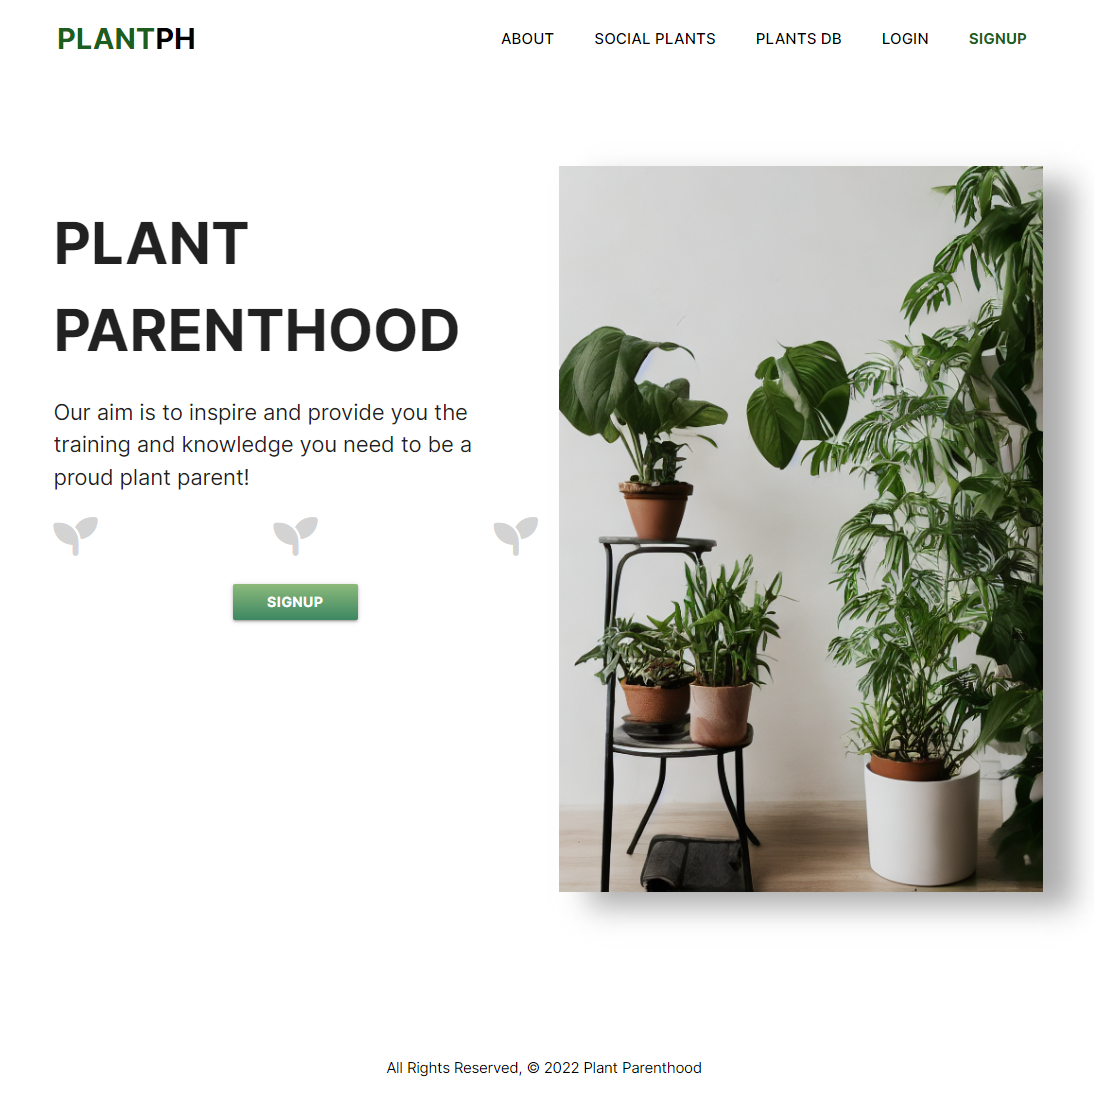 PLANTPH
ABOUT SOCIAL PLANTS PLANTS DB LOGIN SIGNUP
PLANT
PARENTHOOD
Our aim is to inspire and provide you the
training and knowledge you need to be a
proud plant parent!
SIGNUP
All Rights Reserved, © 2022 Plant Parenthood